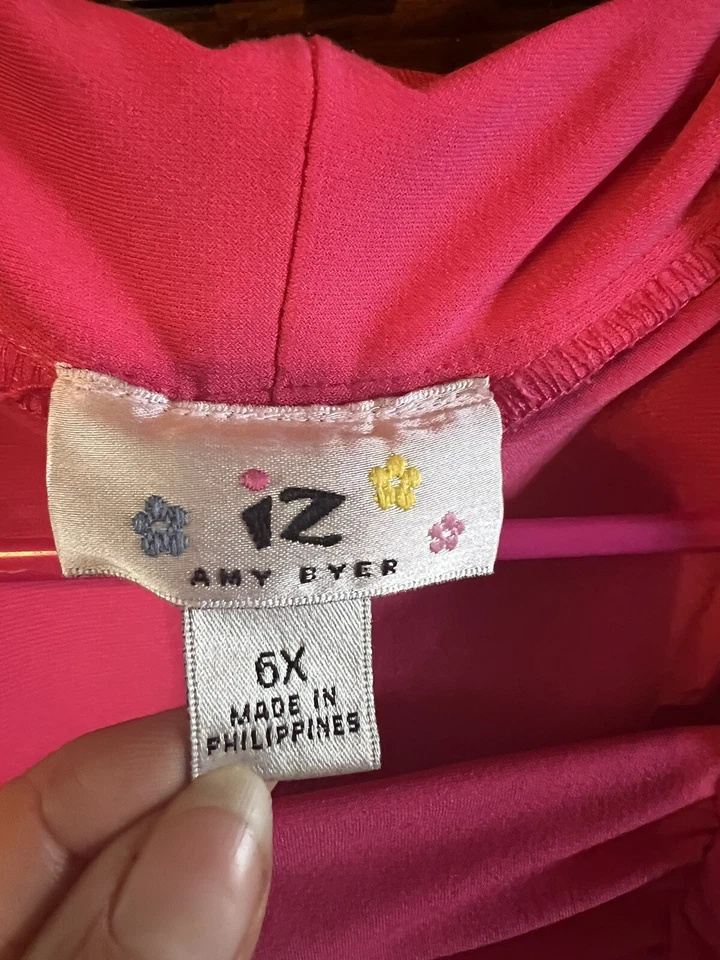 iz
AMY BYER
6X
MADE IN
PHILIPPINES